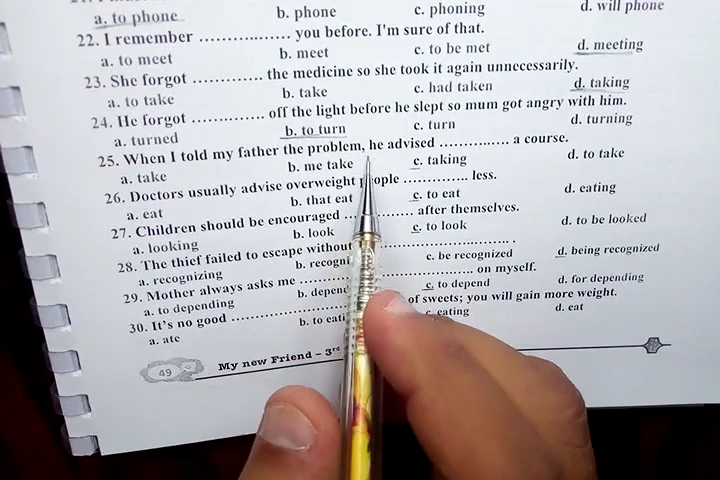 a. to phone b. phone c. phoning d. will phone
22. I remember ................ you before. I'm sure of that.
a. to meet b. meet c. to be met d. meeting
23. She forgot ............ the medicine so she took it again unnecessarily.
a. to take b. take c. had taken d. taking
24. He forgot ............ off the light before he slept so mum got angry with him.
a. turned b. to turn c. turn d. turning
25. When I told my father the problem, he advised ............ a course.
a. take b. me take c. taking d. to take
26. Doctors usually advise overweight people ............ less.
a. eat b. that eat c. to eat d. eating
27. Children should be encouraged ............ after themselves.
a. looking b. look c. to look d. to be looked
28. The thief failed to escape without ............................ .
a. recognizing b. recogni c. be recognized d. being recognized
29. Mother always asks me ............................ on myself.
a. to depending b. depend c. to depend d. for depending
30. It's no good ................ of sweets; you will gain more weight.
a. ate b. to eati c. eating d. eat
49 My new Friend – 3rd